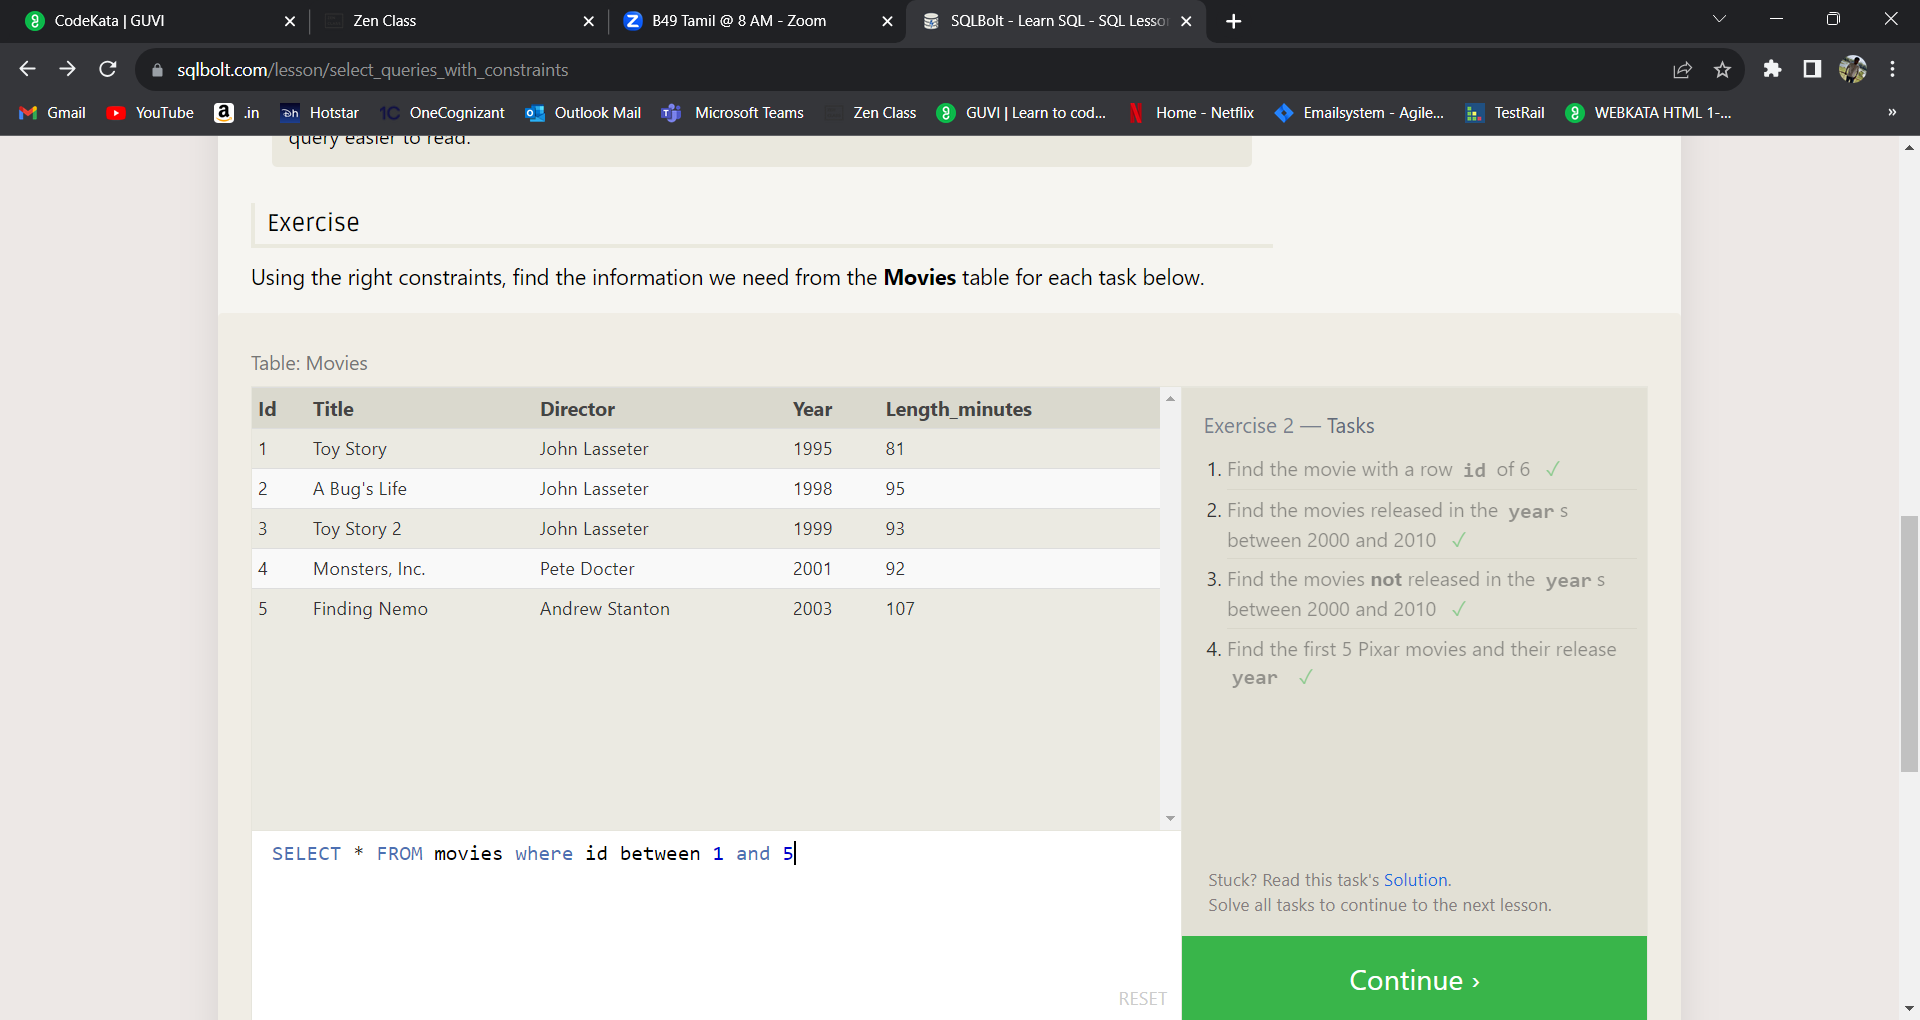 CodeKata | GUVI
Zen Class
B49 Tamil @ 8 AM - Zoom
SQLBolt - Learn SQL - SQL Lesso
sqlbolt.com/lesson/select_queries_with_constraints
Gmail
YouTube
.in
Hotstar
OneCognizant
Outlook Mail
Microsoft Teams
Zen Class
GUVI | Learn to cod...
Home - Netflix
Emailsystem - Agile...
TestRail
WEBKATA HTML 1-...
»
query easier to read.
Exercise
Using the right constraints, find the information we need from the Movies table for each task below.
Table: Movies
Id Title Director Year Length_minutes
1 Toy Story John Lasseter 1995 81
2 A Bug's Life John Lasseter 1998 95
3 Toy Story 2 John Lasseter 1999 93
4 Monsters, Inc. Pete Docter 2001 92
5 Finding Nemo Andrew Stanton 2003 107
SELECT * FROM movies where id between 1 and 5
RESET
Exercise 2 — Tasks
1. Find the movie with a row id of 6 ✓
2. Find the movies released in the year s
between 2000 and 2010 ✓
3. Find the movies not released in the year s
between 2000 and 2010 ✓
4. Find the first 5 Pixar movies and their release
year ✓
Stuck? Read this task's Solution.
Solve all tasks to continue to the next lesson.
Continue ›